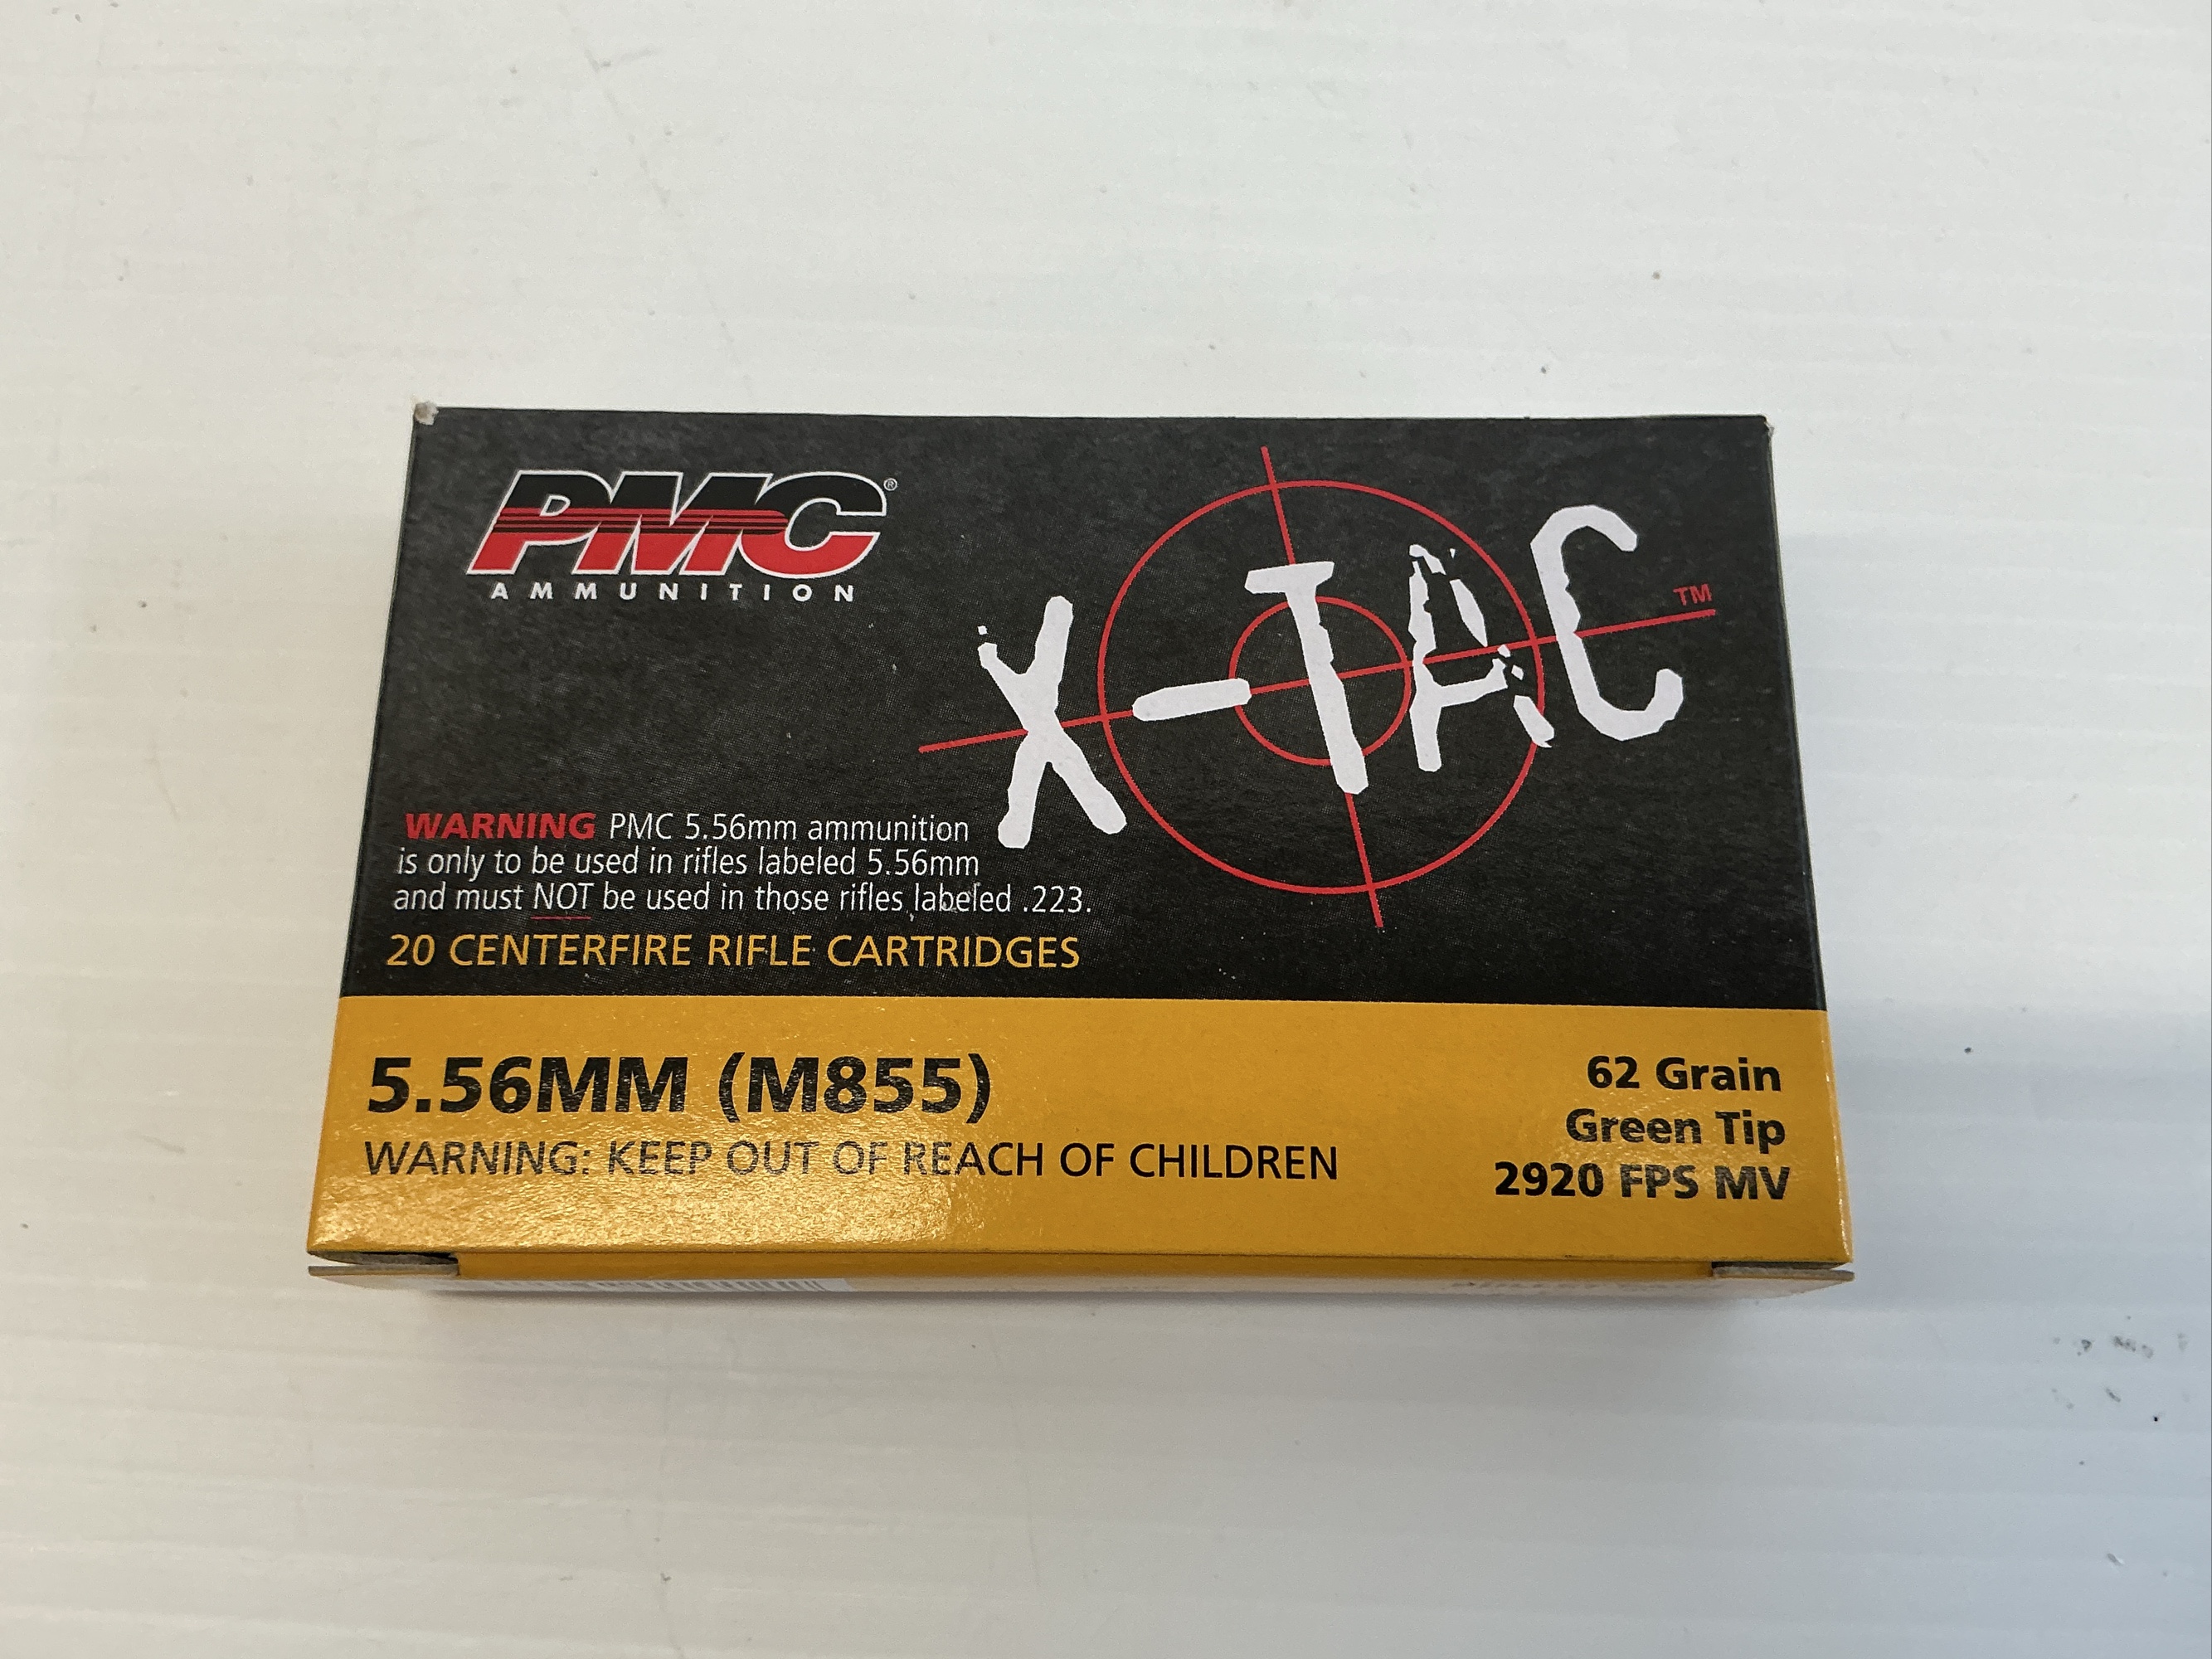 PMC®
AMMUNITION
X-TAC™
WARNING PMC 5.56mm ammunition
is only to be used in rifles labeled 5.56mm
and must NOT be used in those rifles labeled .223.
20 CENTERFIRE RIFLE CARTRIDGES
5.56MM (M855)
WARNING: KEEP OUT OF REACH OF CHILDREN
62 Grain
Green Tip
2920 FPS MV